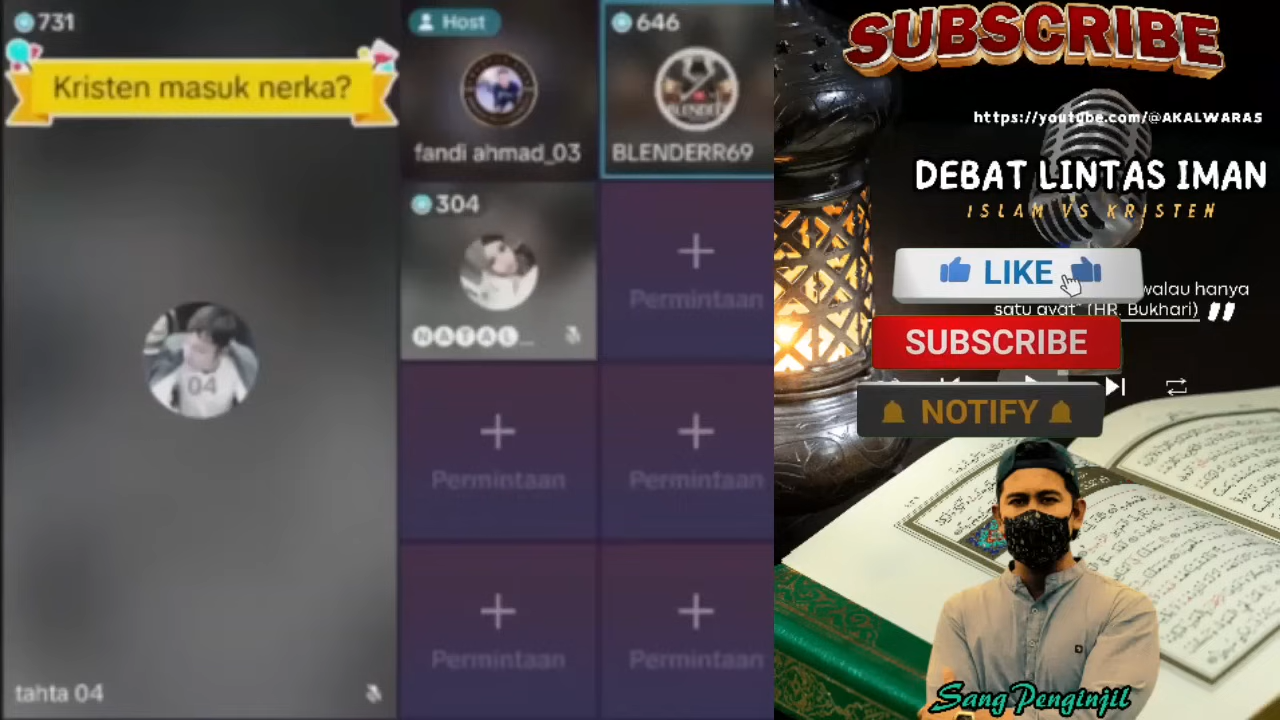 731
Kristen masuk nerka?
04
tahta 04
Host
fandi ahmad_03
646
BLENDERR69
304
NATAL...
Permintaan
Permintaan
Permintaan
Permintaan
Permintaan
SUBSCRIBE
https://youtube.com/@AKALWARAS
DEBAT LINTAS IMAN
ISLAM VS KRISTEN
LIKE
walau hanya
satu ayat" (HR. Bukhari)
SUBSCRIBE
NOTIFY
Sang Penginjil